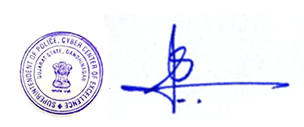 SUPERINTENDENT OF POLICE, CYBER CENTER OF EXCELLENCE
GUJARAT STATE, GANDHINAGAR